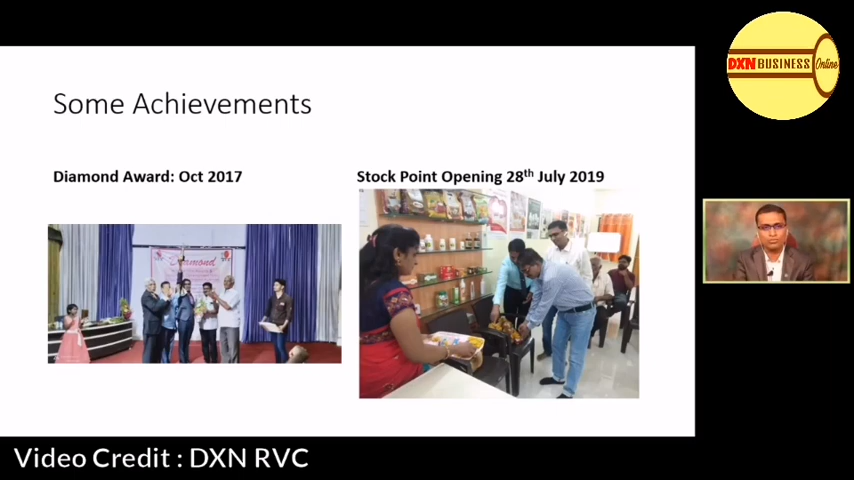 DXN BUSINESS Online
Some Achievements
Diamond Award: Oct 2017
Stock Point Opening 28th July 2019
Diamond
Video Credit : DXN RVC